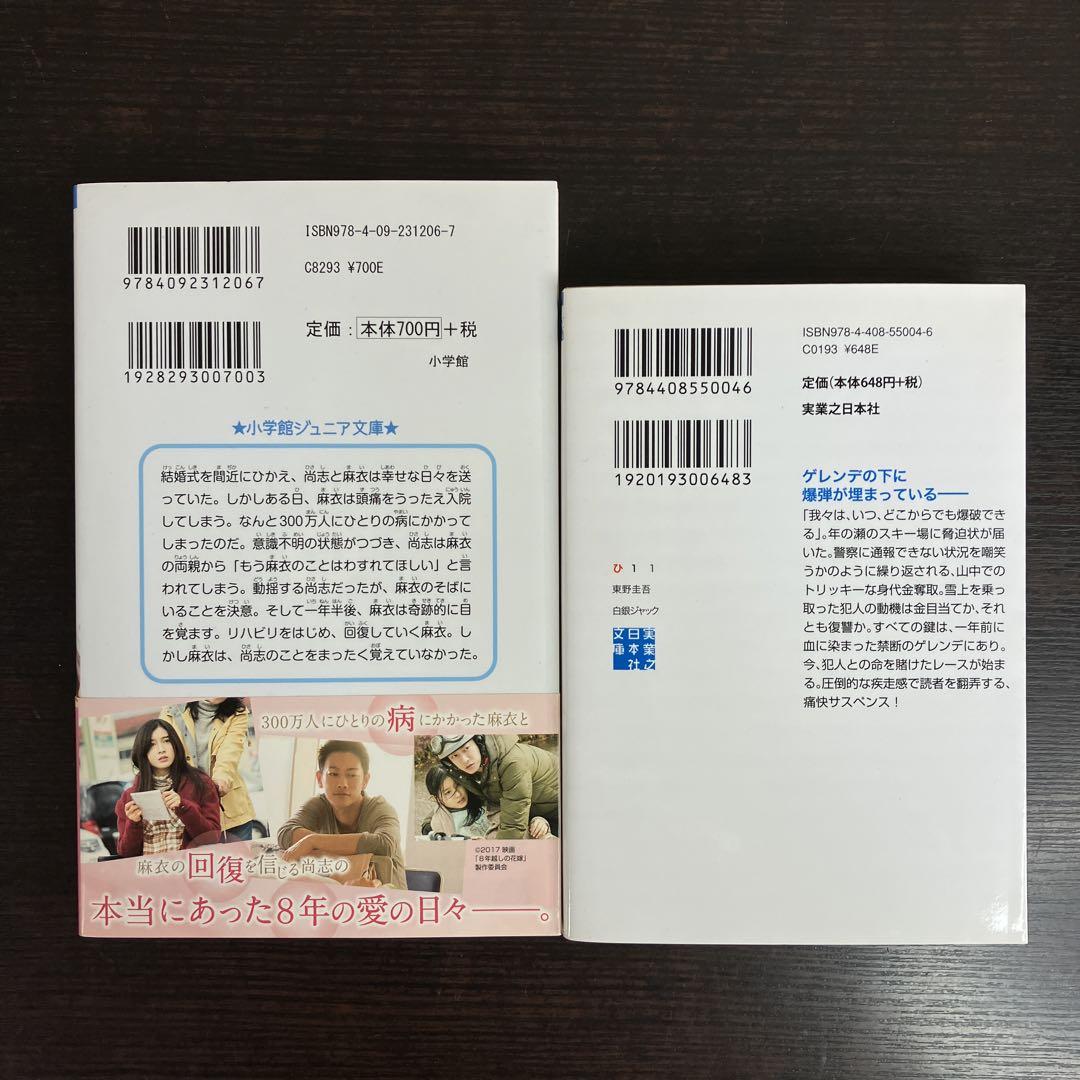 9784092312067
ISBN978-4-09-231206-7
C8293 ¥700E
1928293007003
定価：本体700円＋税
小学館
★小学館ジュニア文庫★
結婚式を間近にひかえ、尚志と麻衣は幸せな日々を送
っていた。しかしある日、麻衣は頭痛をうったえ入院
してしまう。なんと300万人にひとりの病にかかって
しまったのだ。意識不明の状態がつづき、尚志は麻衣
の両親から「もう麻衣のことはわすれてほしい」と言
われてしまう。動揺する尚志だったが、麻衣のそばに
いることを決意。そして一年半後、麻衣は奇跡的に目
を覚ます。リハビリをはじめ、回復していく麻衣。し
かし麻衣は、尚志のことをまったく覚えていなかった。
300万人にひとりの病にかかった麻衣と
©2017 映画
「8年越しの花嫁」
製作委員会
麻衣の回復を信じる尚志の
本当にあった8年の愛の日々――。
9784408550046
ISBN978-4-408-55004-6
C0193 ¥648E
定価(本体648円+税)
実業之日本社
1920193006483
ゲレンデの下に
爆弾が埋まっている――
「我々は、いつ、どこからでも爆破でき
る」。年の瀬のスキー場に脅迫状が届
いた。警察に通報できない状況を嘲笑
うかのように繰り返される、山中での
トリッキーな身代金奪取。雪上を乗っ
取った犯人の動機は金目当てか、それ
とも復讐か。すべての鍵は、一年前に
血に染まった禁断のゲレンデにあり。
今、犯人との命を賭けたレースが始ま
る。圧倒的な疾走感で読者を翻弄する、
痛快サスペンス！
ひ 1 1
東野圭吾
白銀ジャック
実業之
日本社
文庫